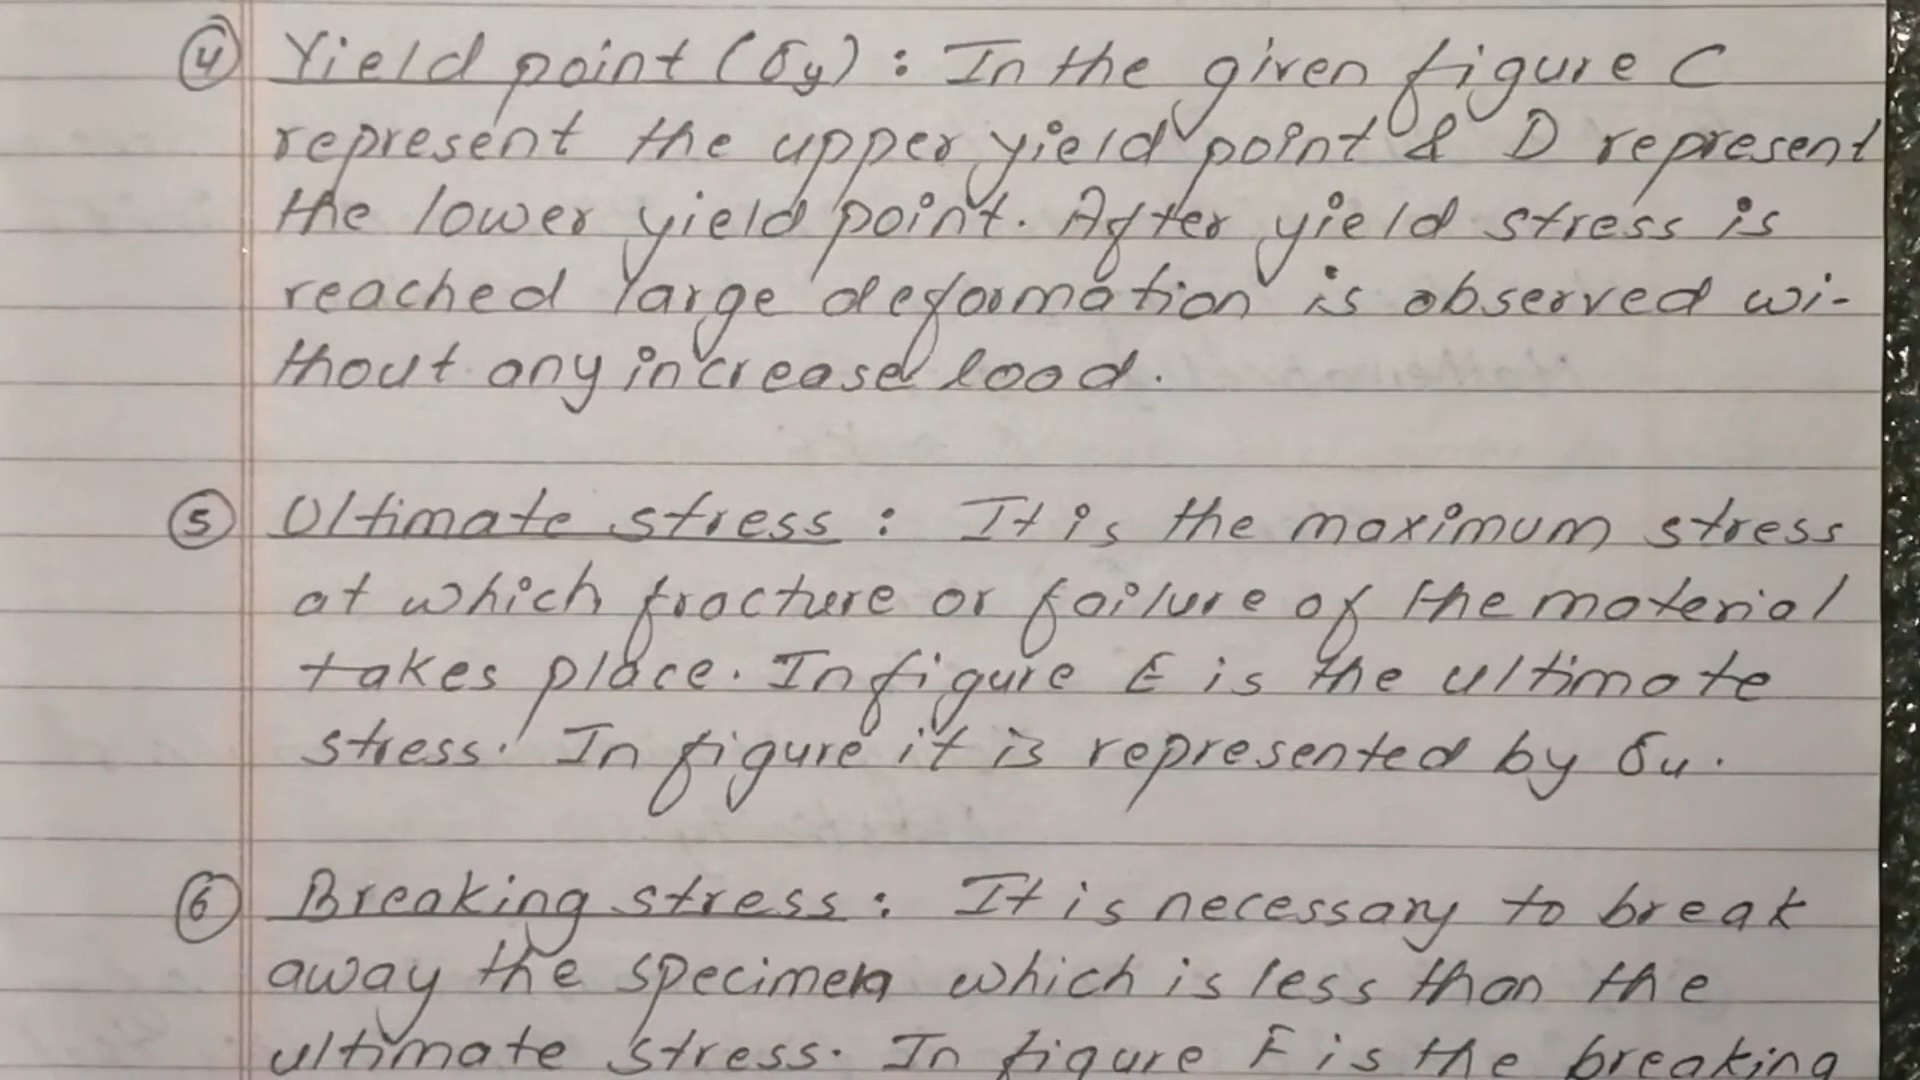 ④ Yield point (σy) : In the given figure C
represent the upper yield point & D represent
the lower yield point. After yield stress is
reached large deformation is observed wi-
thout any increase load.
⑤ Ultimate stress : It is the maximum stress
at which fracture or failure of the material
takes place. In figure E is the ultimate
stress. In figure it is represented by σu.
⑥ Breaking stress : It is necessary to break
away the specimen which is less than the
ultimate stress. In figure F is the breaking